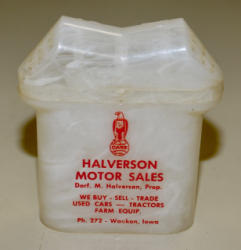 CASE
HALVERSON
MOTOR SALES
Dorf. M. Halverson, Prop.
WE BUY - SELL - TRADE
USED CARS — TRACTORS
FARM EQUIP.
Ph. 272 - Waukon, Iowa